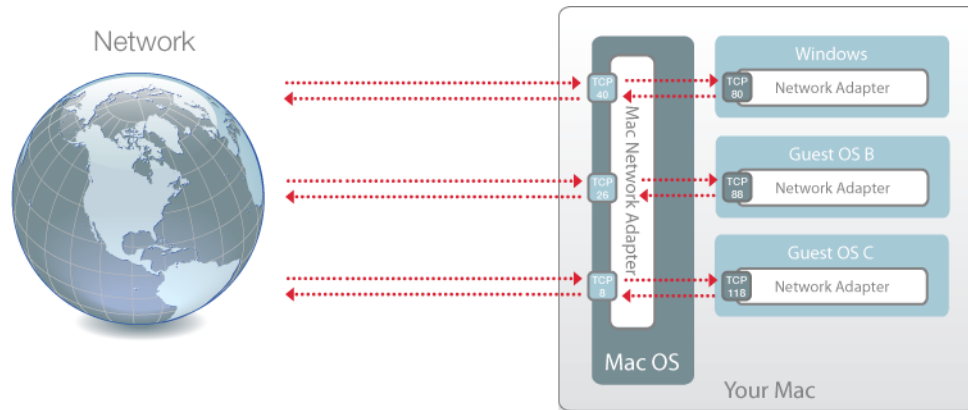 Network
Windows
TCP
40
Mac Network Adapter
TCP
80
Network Adapter
Guest OS B
TCP
26
TCP
88
Network Adapter
Guest OS C
TCP
8
TCP
118
Network Adapter
Mac OS
Your Mac